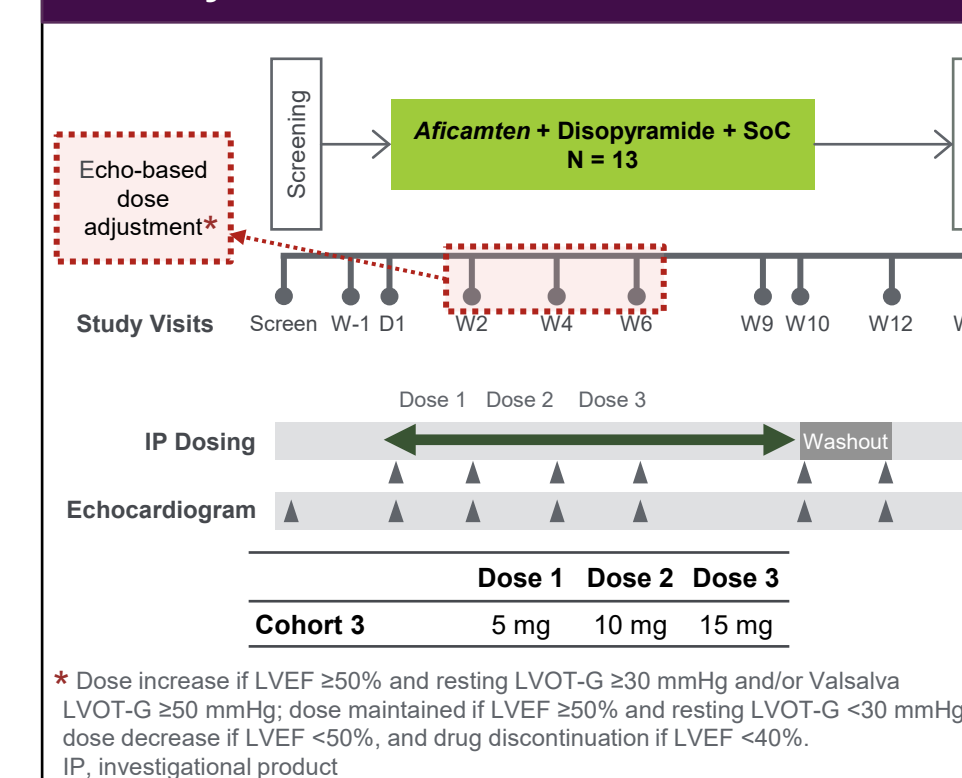 Screening
Aficamten + Disopyramide + SoC
N = 13
Echo-based
dose
adjustment*
Study Visits Screen W-1 D1 W2 W4 W6 W9 W10 W12
Dose 1 Dose 2 Dose 3
IP Dosing Washout
Echocardiogram
Dose 1 Dose 2 Dose 3
Cohort 3 5 mg 10 mg 15 mg
* Dose increase if LVEF ≥50% and resting LVOT-G ≥30 mmHg and/or Valsalva
LVOT-G ≥50 mmHg; dose maintained if LVEF ≥50% and resting LVOT-G <30 mmHg
dose decrease if LVEF <50%, and drug discontinuation if LVEF <40%.
IP, investigational product